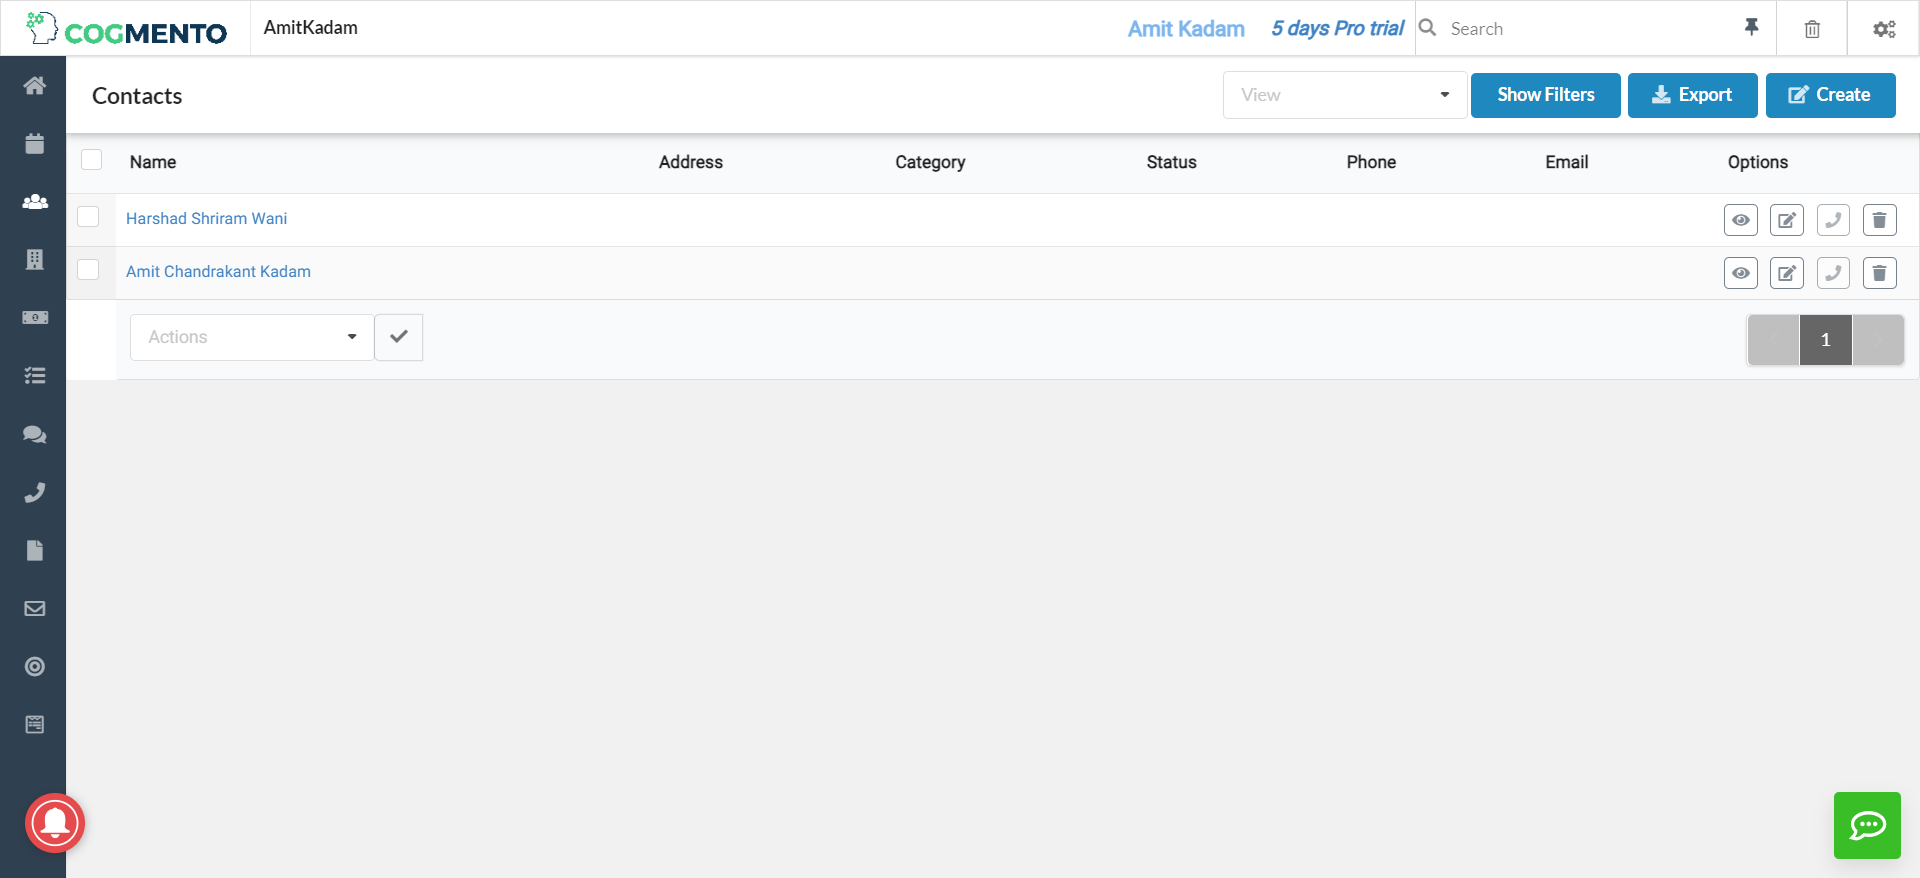 COGMENTO
AmitKadam
Amit Kadam
5 days Pro trial
Search
Contacts
View
Show Filters
Export
Create
Name Address Category Status Phone Email Options
Harshad Shriram Wani
Amit Chandrakant Kadam
Actions
1